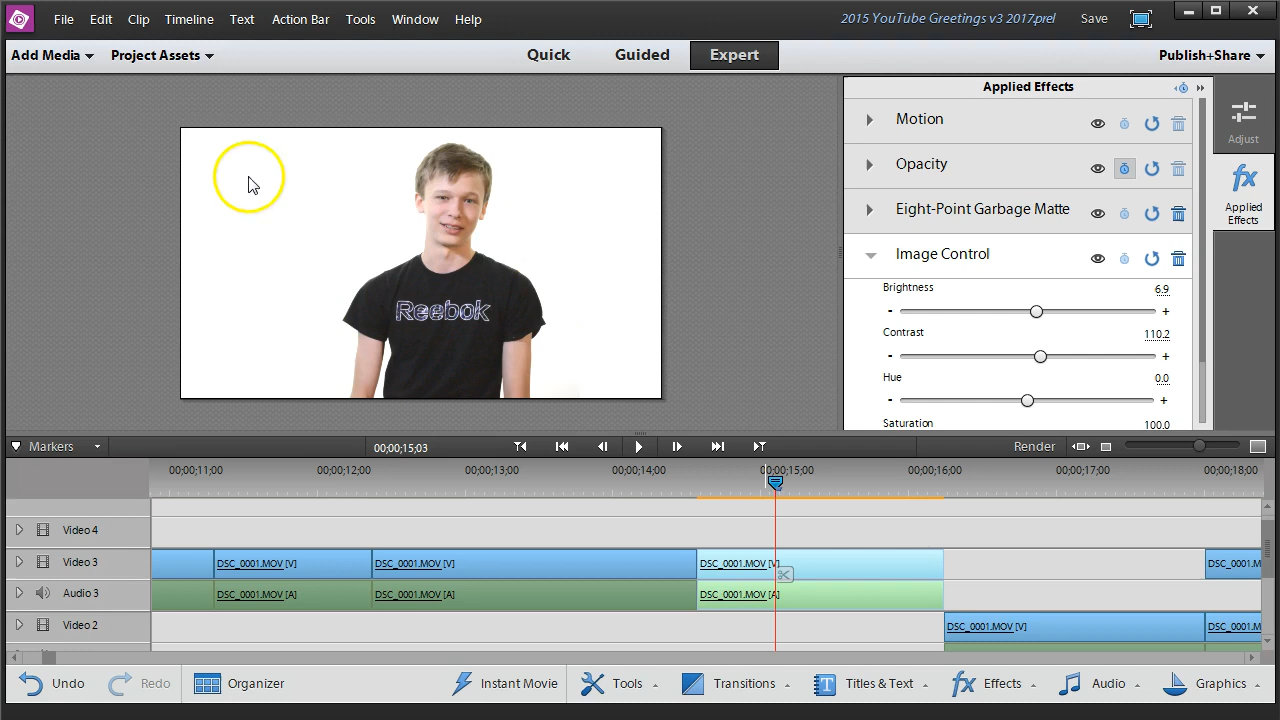 File Edit Clip Timeline Text Action Bar Tools Window Help 2015 YouTube Greetings v3 2017.prel Save
Add Media Project Assets Quick Guided Expert Publish+Share
Applied Effects
Motion
Adjust
Opacity
Applied Effects
Eight-Point Garbage Matte
Image Control
Brightness 6.9
- +
Contrast 110.2
- +
Hue 0.0
- +
Saturation 100.0
Reebok
Markers 00;00;15;03 Render
00;00;11;00 00;00;12;00 00;00;13;00 00;00;14;00 00;00;15;00 00;00;16;00 00;00;17;00 00;00;18;00
Video 4
Video 3 DSC_0001.MOV [V] DSC_0001.MOV [V] DSC_0001.MOV [V] DSC_0001.M
Audio 3 DSC_0001.MOV [A] DSC_0001.MOV [A] DSC_0001.MOV [A]
Video 2 DSC_0001.MOV [V] DSC_0001.M
Undo Redo Organizer Instant Movie Tools Transitions Titles & Text Effects Audio Graphics